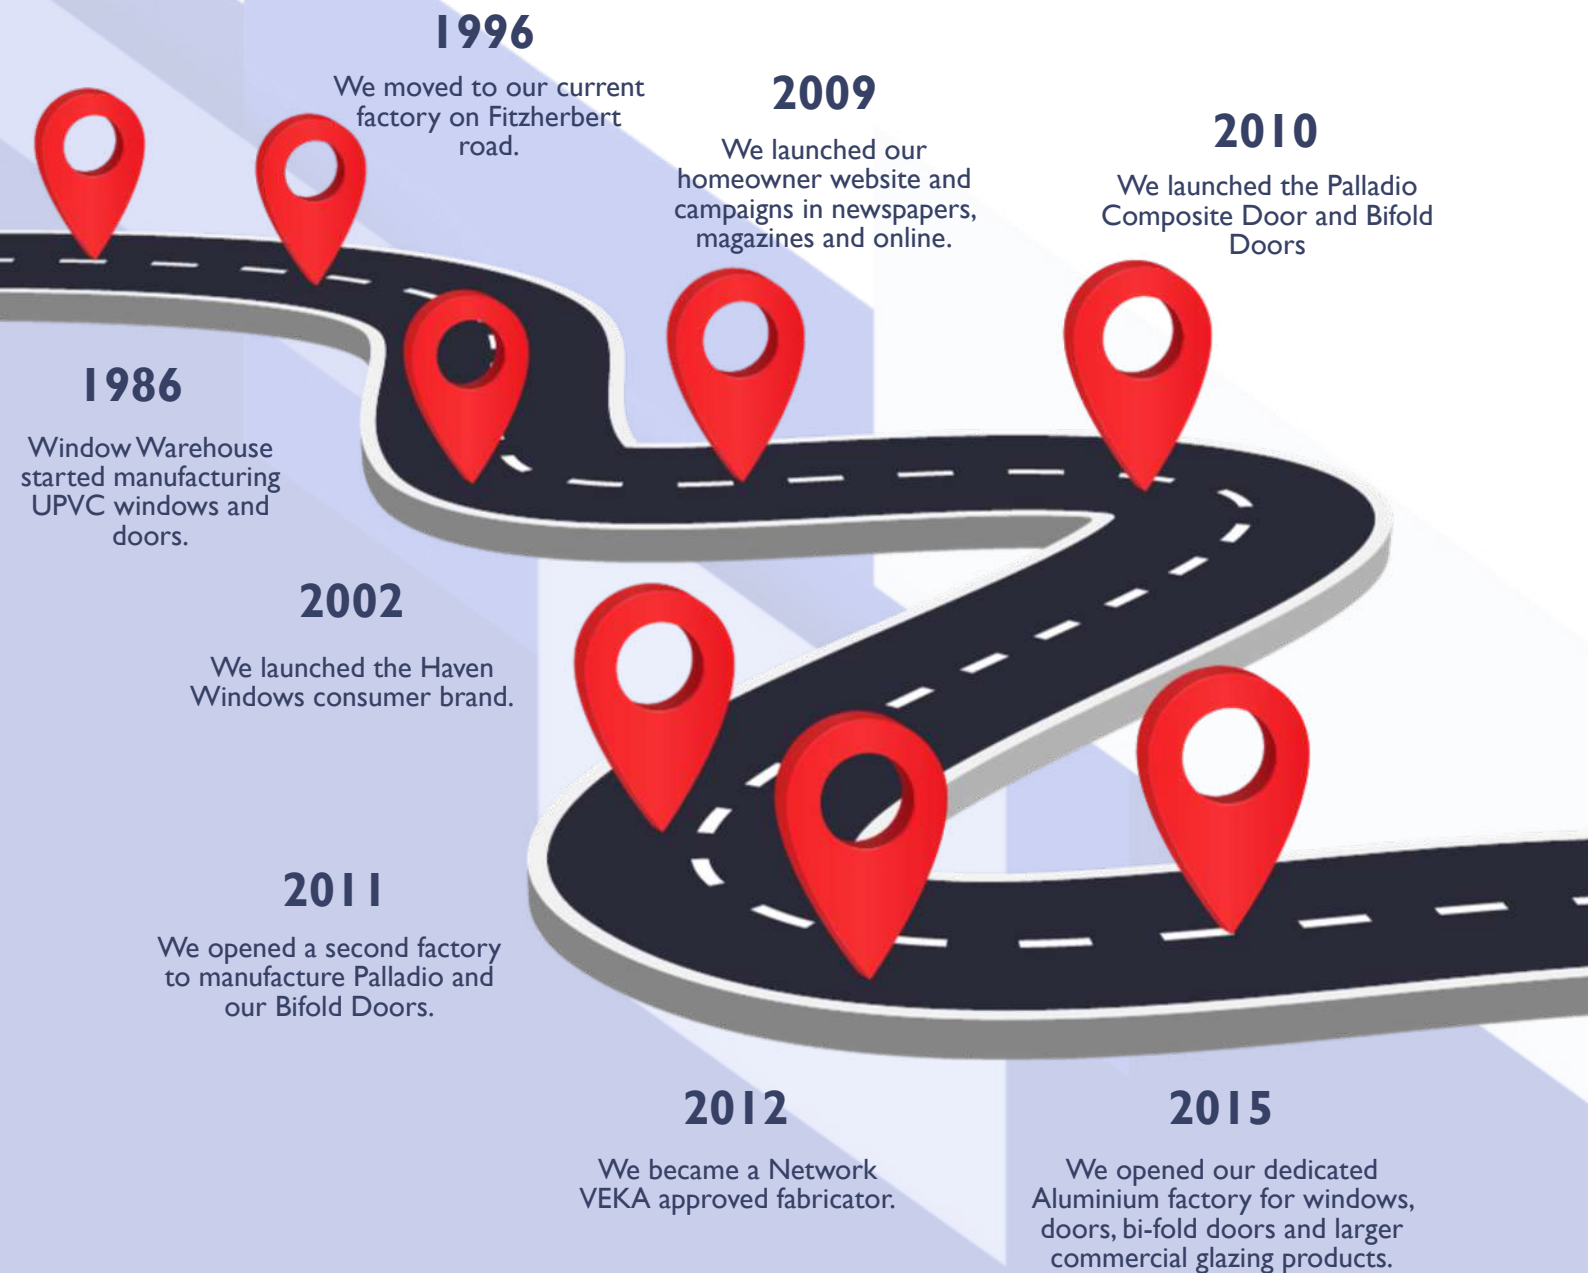 1986
Window Warehouse
started manufacturing
UPVC windows and
doors.
1996
We moved to our current
factory on Fitzherbert
road.
2002
We launched the Haven
Windows consumer brand.
2009
We launched our
homeowner website and
campaigns in newspapers,
magazines and online.
2010
We launched the Palladio
Composite Door and Bifold
Doors
2011
We opened a second factory
to manufacture Palladio and
our Bifold Doors.
2012
We became a Network
VEKA approved fabricator.
2015
We opened our dedicated
Aluminium factory for windows,
doors, bi-fold doors and larger
commercial glazing products.